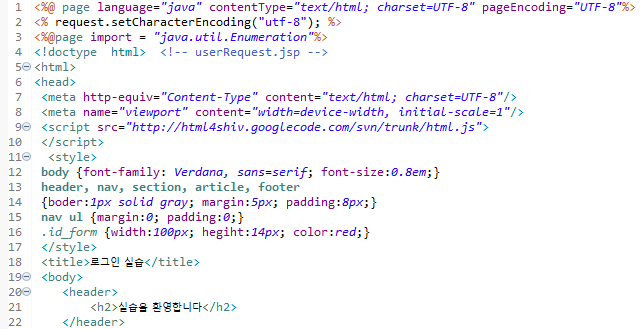 1 <%@ page language="java" contentType="text/html; charset=UTF-8" pageEncoding="UTF-8"%>
2 <% request.setCharacterEncoding("utf-8"); %>
3 <%@page import = "java.util.Enumeration"%>
4 <!doctype  html>  <!-- userRequest.jsp -->
5 <html>
6 <head>
7  <meta http-equiv="Content-Type" content="text/html; charset=UTF-8"/>
8  <meta name="viewport" content="width=device-width, initial-scale=1"/>
9  <script src="http://html4shiv.googlecode.com/svn/trunk/html.js">
10  </script>
11   <style>
12  body {font-family: Verdana, sans=serif; font-size:0.8em;}
13  header, nav, section, article, footer
14  {boder:1px solid gray; margin:5px; padding:8px;}
15  nav ul {margin:0; padding:0;}
16  .id_form {width:100px; hegiht:14px; color:red;}
17  </style>
18  <title>로그인 실습</title>
19  <body>
20     <header>
21         <h2>실습을 환영합니다</h2>
22     </header>